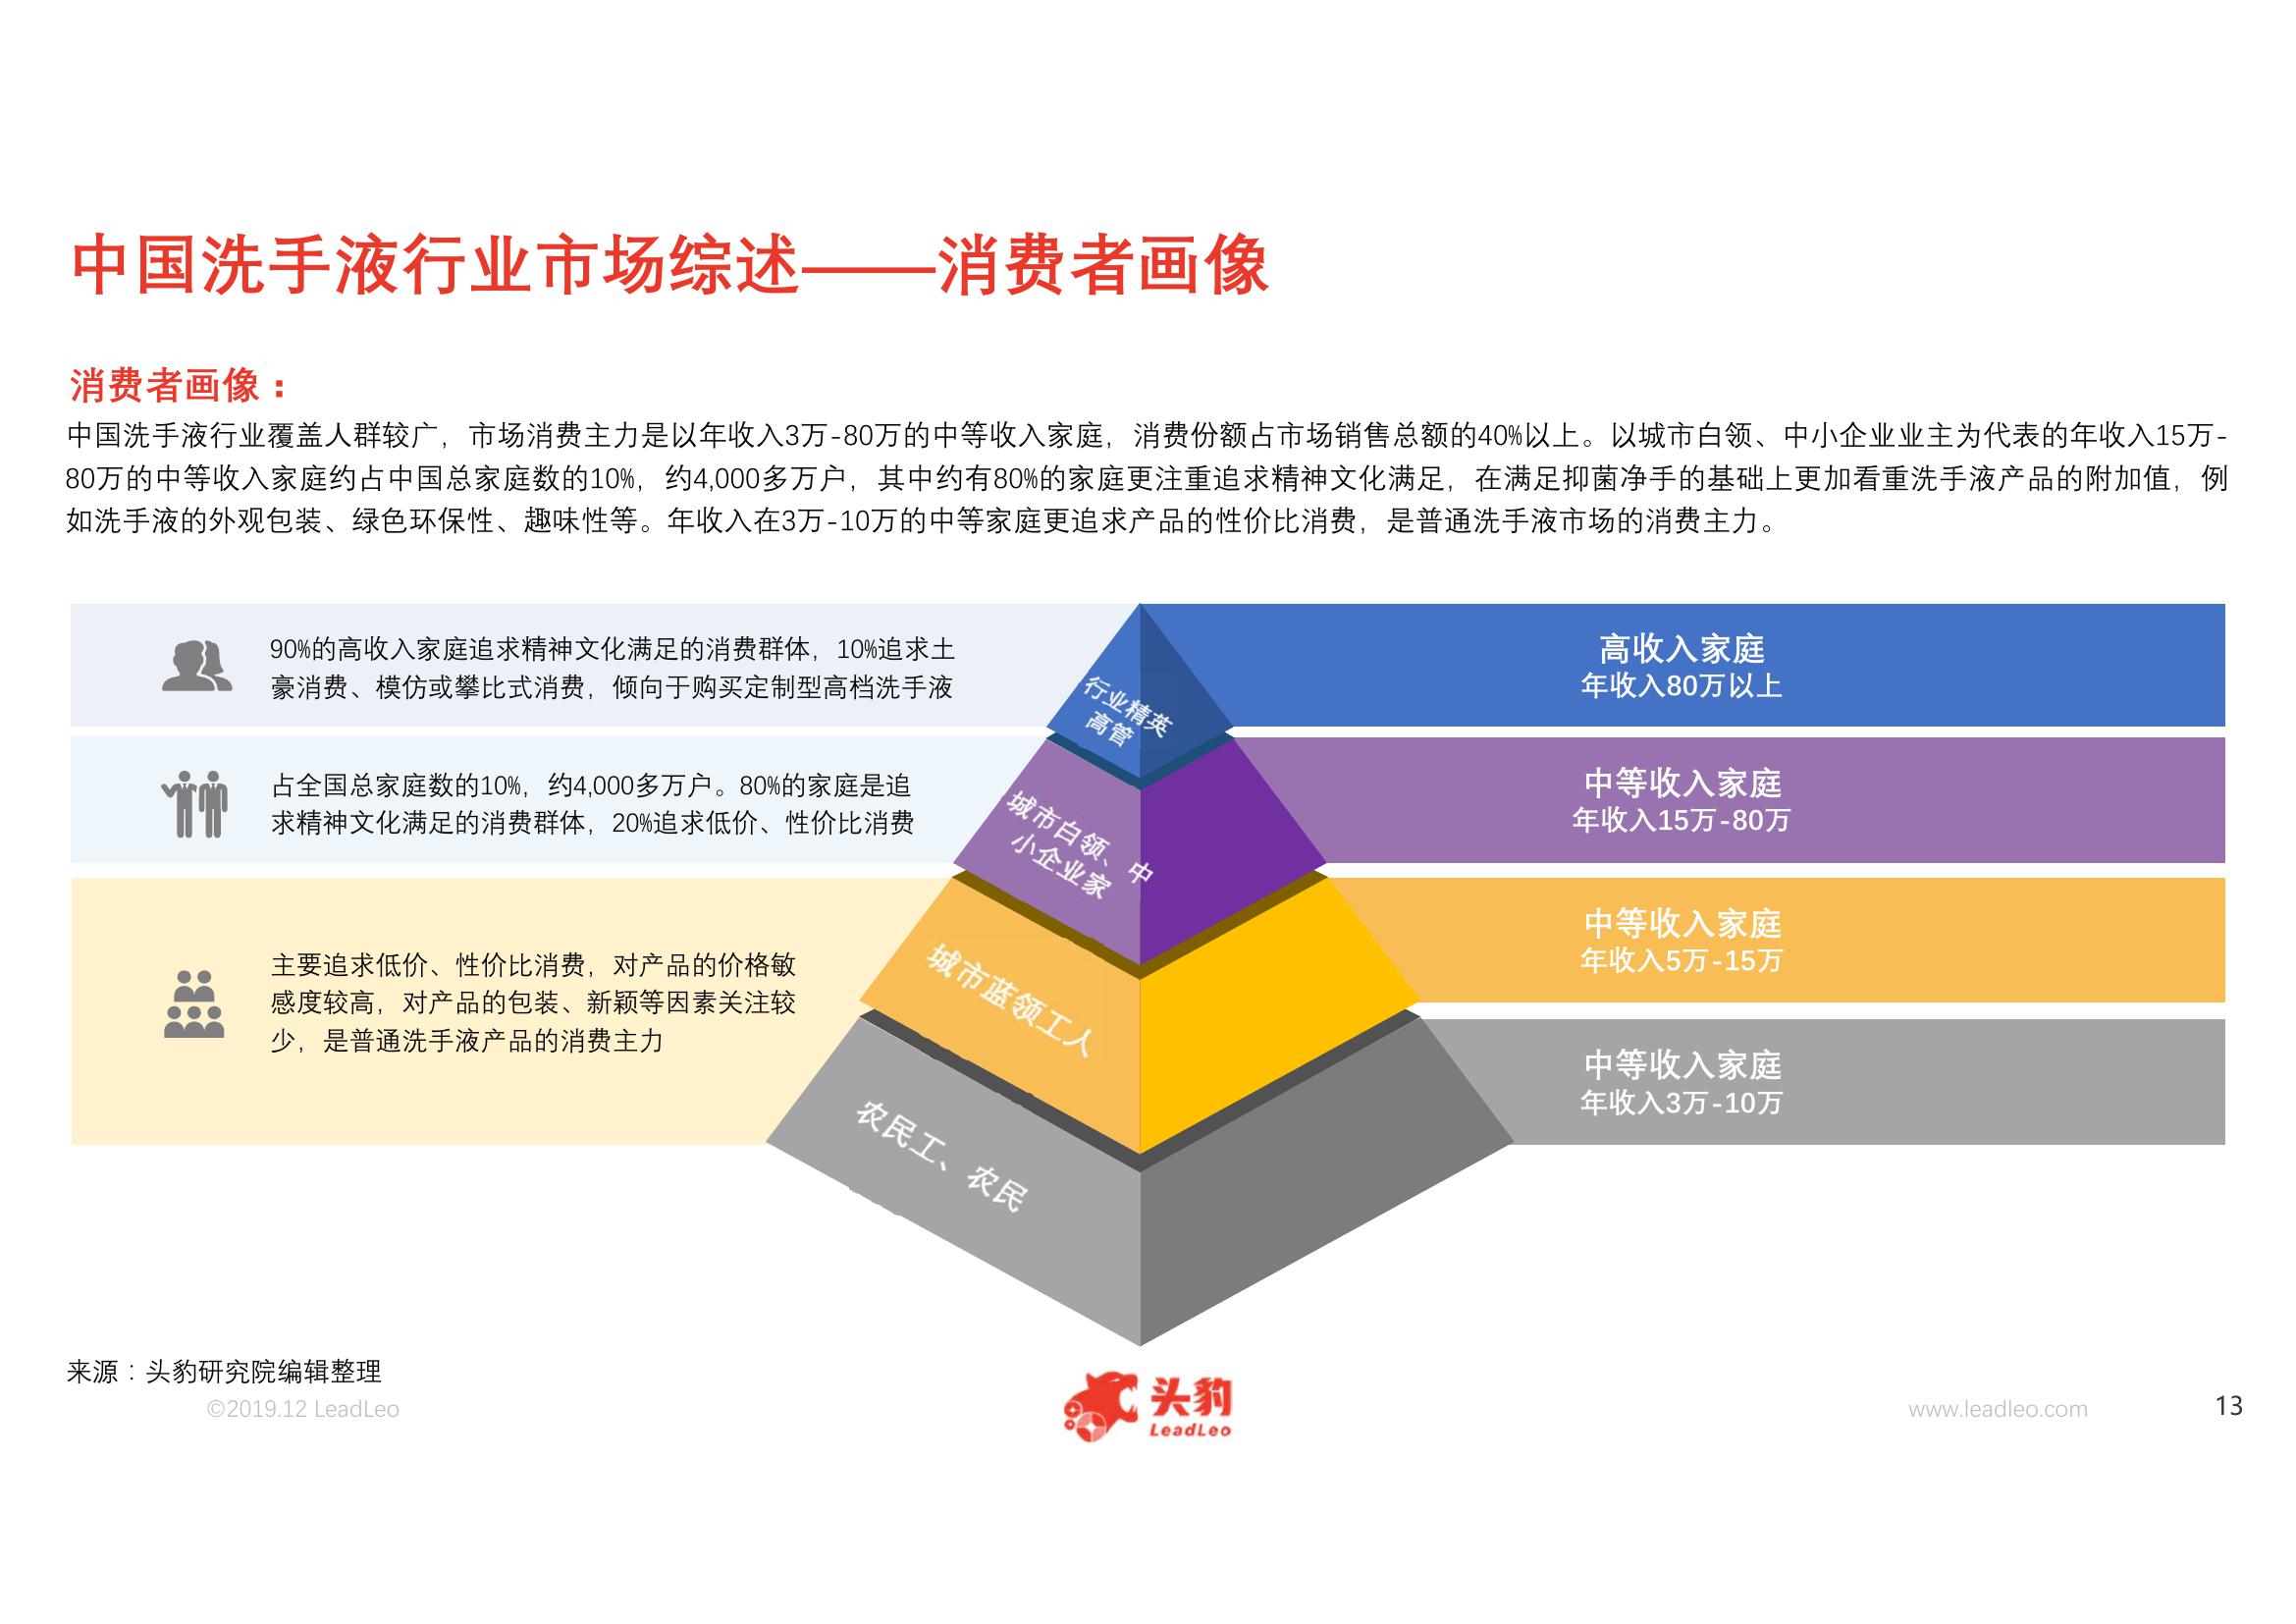 中国洗手液行业市场综述——消费者画像
消费者画像：
中国洗手液行业覆盖人群较广，市场消费主力是以年收入3万-80万的中等收入家庭，消费份额占市场销售总额的40%以上。以城市白领、中小企业业主为代表的年收入15万-
80万的中等收入家庭约占中国总家庭数的10%，约4,000多万户，其中约有80%的家庭更注重追求精神文化满足，在满足抑菌净手的基础上更加看重洗手液产品的附加值，例
如洗手液的外观包装、绿色环保性、趣味性等。年收入在3万-10万的中等家庭更追求产品的性价比消费，是普通洗手液市场的消费主力。
90%的高收入家庭追求精神文化满足的消费群体，10%追求土
豪消费、模仿或攀比式消费，倾向于购买定制型高档洗手液
行业精英
高管
高收入家庭
年收入80万以上
占全国总家庭数的10%，约4,000多万户。80%的家庭是追
求精神文化满足的消费群体，20%追求低价、性价比消费
城市白领、中
小企业家
中等收入家庭
年收入15万-80万
主要追求低价、性价比消费，对产品的价格敏
感度较高，对产品的包装、新颖等因素关注较
少，是普通洗手液产品的消费主力
城市蓝领工人
中等收入家庭
年收入5万-15万
农民工、农民
中等收入家庭
年收入3万-10万
来源：头豹研究院编辑整理
©2019.12 LeadLeo
头豹
LeadLeo
www.leadleo.com
13